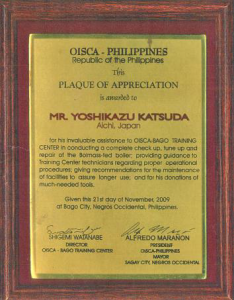 OISCA - PHILIPPINES
Republic of the Philippines
This
PLAQUE OF APPRECIATION
is awarded to
MR. YOSHIKAZU KATSUDA
Aichi, Japan
for his invaluable assistance to OISCA-BAGO TRAINING
CENTER in conducting a complete check up, tune up and
repair of the Biomass-fed boiler; providing guidance to
Training Center technicians regarding proper operational
procedures; giving recommendations for the maintenance
of facilities to assure longer use; and for his donations of
much-needed tools.
Given this 21st day of November, 2009
at Bago City, Negros Occidental, Philippines.
SHIGEMI WATANABE
DIRECTOR
OISCA - BAGO TRAINING CENTER
ALFREDO MARAÑON
PRESIDENT
OISCA-PHILIPPINES
MAYOR
SAGAY CITY, NEGROS OCCIDENTAL